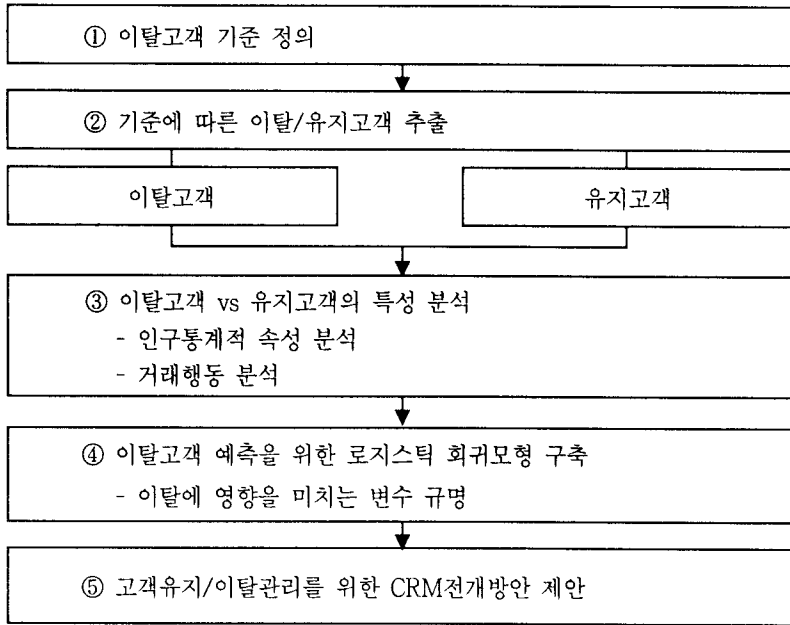 ① 이탈고객 기준 정의
② 기준에 따른 이탈/유지고객 추출
이탈고객
유지고객
③ 이탈고객 vs 유지고객의 특성 분석
- 인구통계적 속성 분석
- 거래행동 분석
④ 이탈고객 예측을 위한 로지스틱 회귀모형 구축
- 이탈에 영향을 미치는 변수 규명
⑤ 고객유지/이탈관리를 위한 CRM전개방안 제안